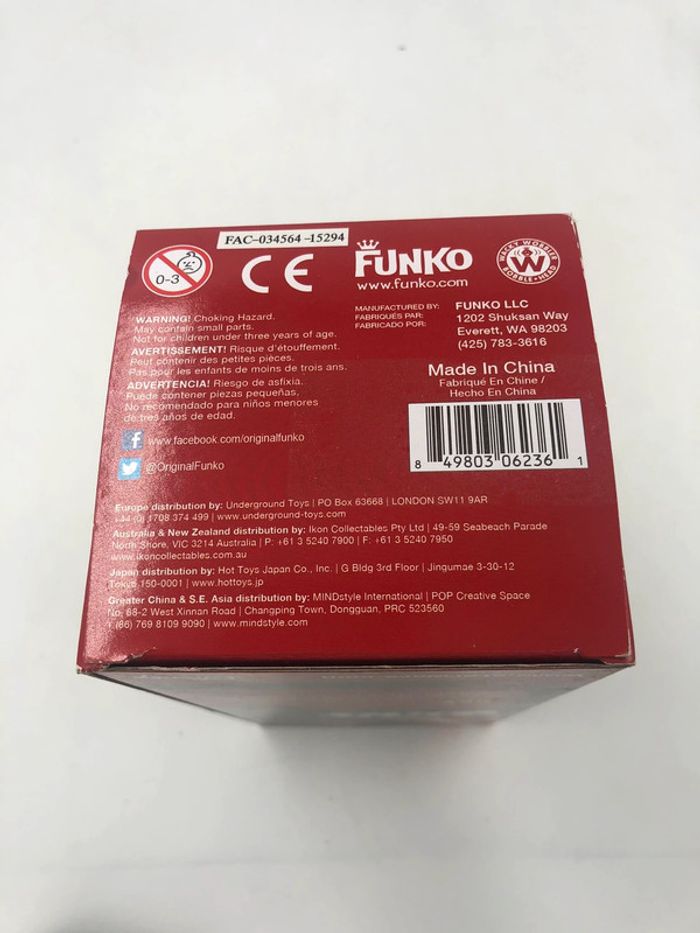 FAC-034564-15294
0-3
CE
FUNKO
www.funko.com
WACKY WOBBLER
BOBBLE-HEAD
W
WARNING! Choking Hazard.
May contain small parts.
Not for children under three years of age.
AVERTISSEMENT! Risque d'étouffement.
Peut contenir des petites pièces.
Pas pour les enfants de moins de trois ans.
ADVERTENCIA! Riesgo de asfixia.
Puede contener piezas pequeñas,
No recomendado para niños menores
de tres años de edad.
www.facebook.com/originalfunko
@OriginalFunko
MANUFACTURED BY:
FABRIQUÉS PAR:
FABRICADO POR:
FUNKO LLC
1202 Shuksan Way
Everett, WA 98203
(425) 783-3616
Made In China
Fabriqué En Chine /
Hecho En China
8 49803 06236 1
Europe distribution by: Underground Toys | PO Box 63668 | LONDON SW11 9AR
+44 (0) 1708 374 499 | www.underground-toys.com
Australia & New Zealand distribution by: Ikon Collectables Pty Ltd | 49-59 Seabeach Parade
North Shore, VIC 3214 Australia | P: +61 3 5240 7900 | F: +61 3 5240 7950
www.ikoncollectables.com.au
Japan distribution by: Hot Toys Japan Co., Inc. | G Bldg 3rd Floor | Jingumae 3-30-12
Tokyo 150-0001 | www.hottoys.jp
Greater China & S.E. Asia distribution by: MINDstyle International | POP Creative Space
No. 68-2 West Xinnan Road | Changping Town, Dongguan, PRC 523560
T (86) 769 8109 9090 | www.mindstyle.com